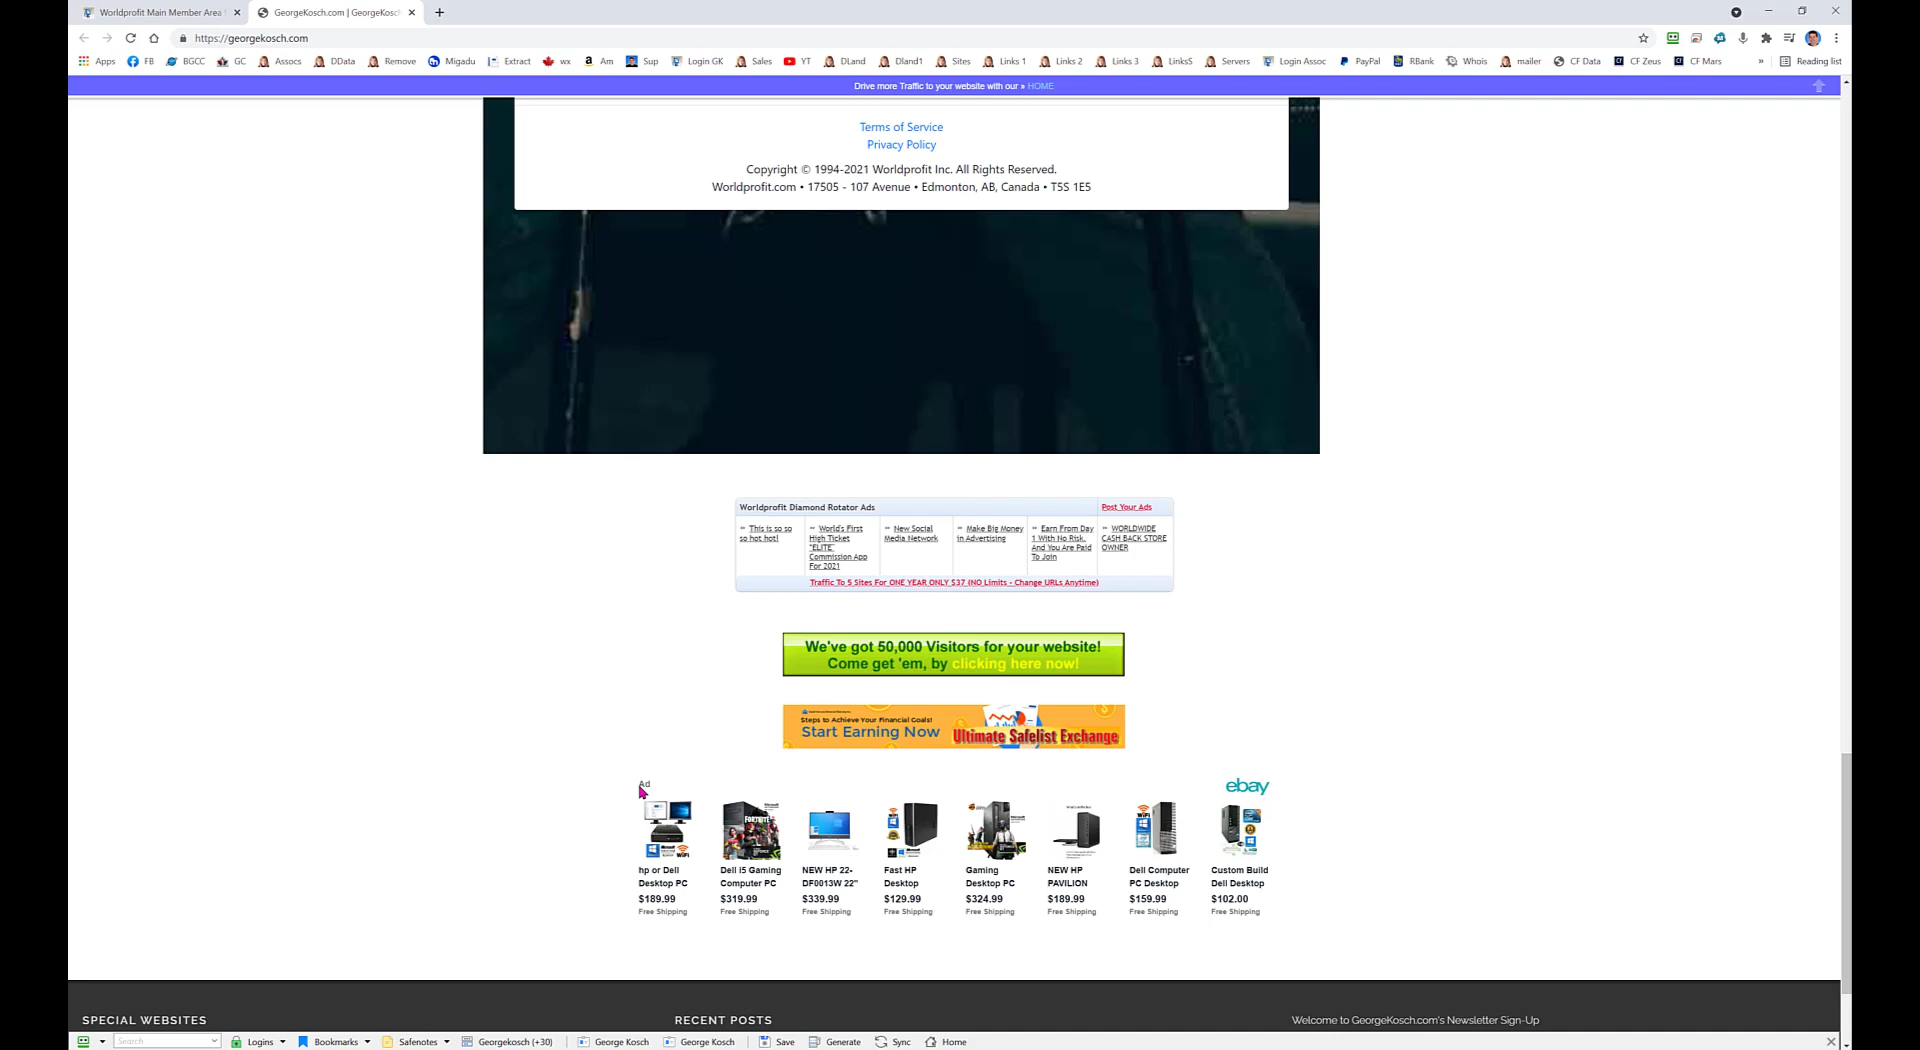 Worldprofit Main Member Area
GeorgeKosch.com | GeorgeKosch
https://georgekosch.com
Apps FB BGCC GC Assocs DData Remove Migadu Extract wx Am Sup Login GK Sales YT DLand Dland1 Sites Links 1 Links 2 Links 3 LinksS Servers Login Assoc PayPal RBank Whois mailer CF Data CF Zeus CF Mars » Reading list
Drive more Traffic to your website with our » HOME
Terms of Service
Privacy Policy
Copyright © 1994-2021 Worldprofit Inc. All Rights Reserved.
Worldprofit.com • 17505 - 107 Avenue • Edmonton, AB, Canada • T5S 1E5
Worldprofit Diamond Rotator Ads
Post Your Ads
This is so so
so hot hot!
World's First
High Ticket
"ELITE"
Commission App
For 2021
New Social
Media Network
Make Big Money
in Advertising
Earn From Day
1 With No Risk.
And You Are Paid
To Join
WORLDWIDE
CASH BACK STORE
OWNER
Traffic To 5 Sites For ONE YEAR ONLY $37 (NO Limits - Change URLs Anytime)
We've got 50,000 Visitors for your website!
Come get 'em, by clicking here now!
Steps to Achieve Your Financial Goals!
Start Earning Now
Ultimate Safelist Exchange
Ad
ebay
hp or Dell
Desktop PC
$189.99
Free Shipping
Dell i5 Gaming
Computer PC
$319.99
Free Shipping
NEW HP 22-
DF0013W 22"
$339.99
Free Shipping
Fast HP
Desktop
$129.99
Free Shipping
Gaming
Desktop PC
$324.99
Free Shipping
NEW HP
PAVILION
$189.99
Free Shipping
Dell Computer
PC Desktop
$159.99
Free Shipping
Custom Build
Dell Desktop
$102.00
Free Shipping
SPECIAL WEBSITES
RECENT POSTS
Welcome to GeorgeKosch.com's Newsletter Sign-Up
Search Logins Bookmarks Safenotes Georgekosch (+30) George Kosch George Kosch Save Generate Sync Home